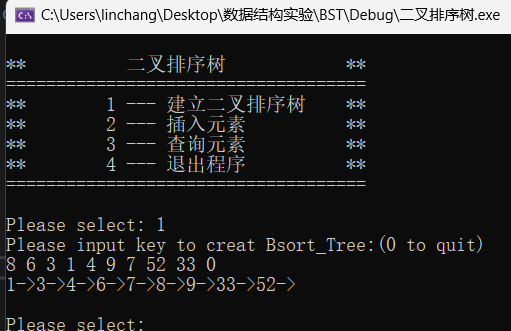 C:\Users\linchang\Desktop\数据结构实验\BST\Debug\二叉排序树.exe
** 二叉排序树 **
====================================
** 1 --- 建立二叉排序树 **
** 2 --- 插入元素 **
** 3 --- 查询元素 **
** 4 --- 退出程序 **
====================================
Please select: 1
Please input key to creat Bsort_Tree:(0 to quit)
8 6 3 1 4 9 7 52 33 0
1->3->4->6->7->8->9->33->52->
Please select: